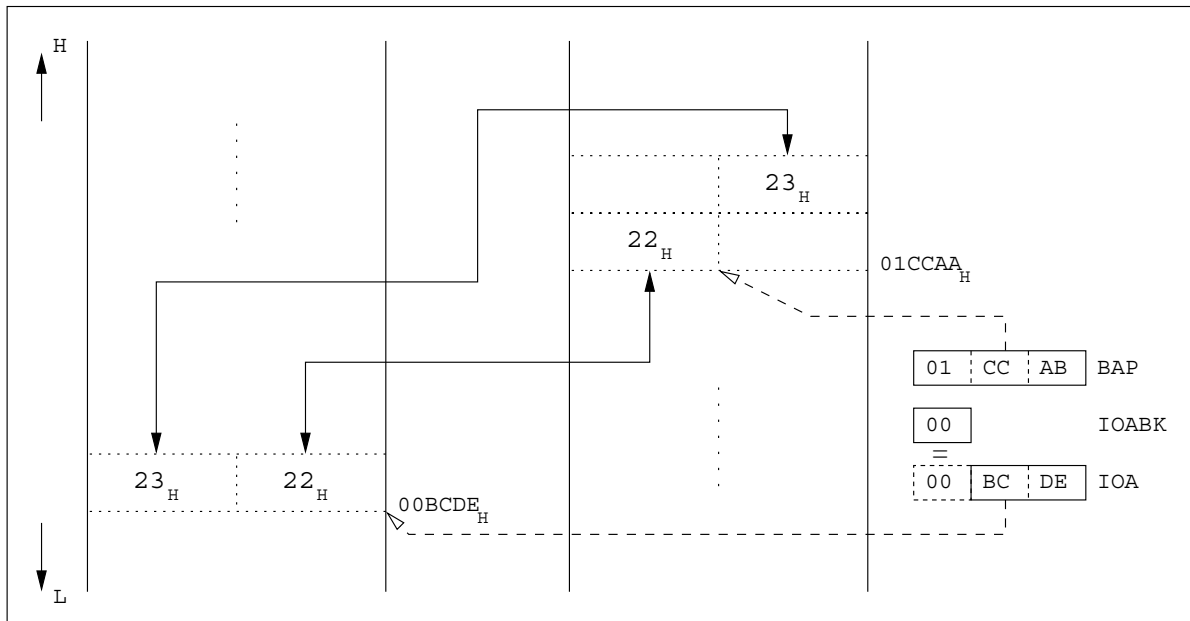 H
23H
22H
01CCAAH
01 CC AB BAP
00 IOABK
=
23H 22H
00 BC DE IOA
00BCDEH
L